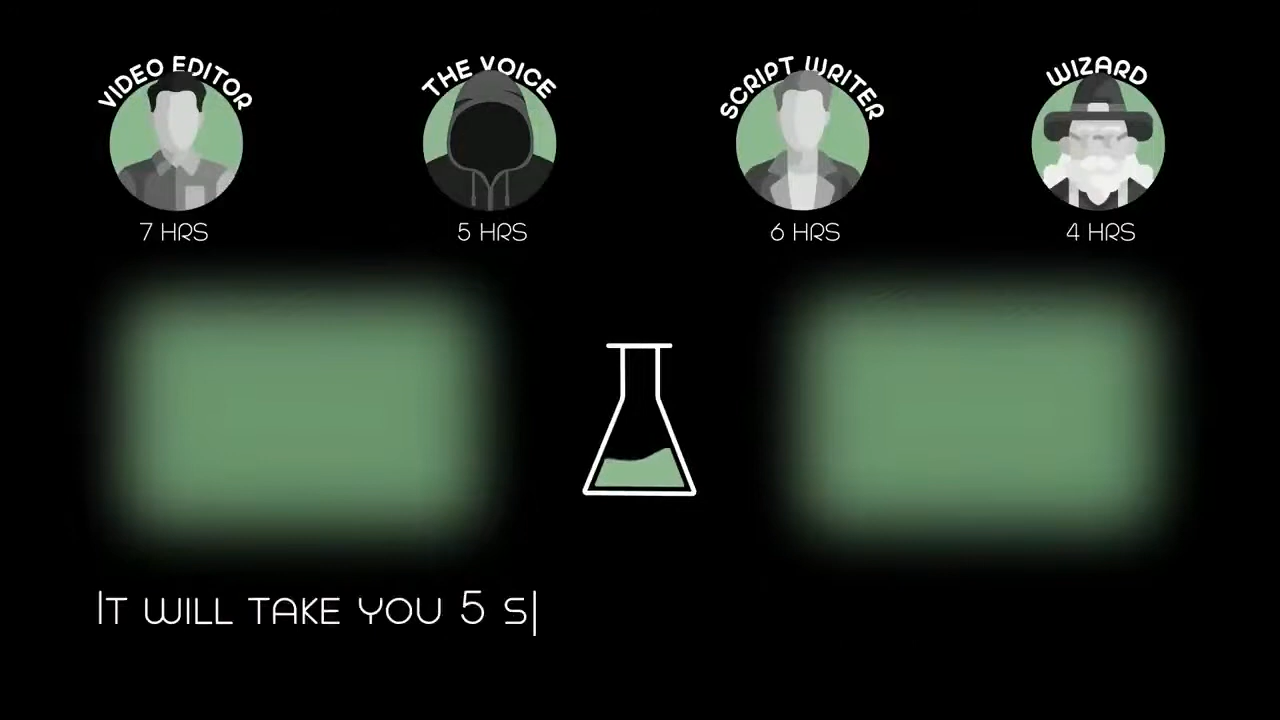 VIDEO EDITOR
THE VOICE
SCRIPT WRITER
WIZARD
7 HRS
5 HRS
6 HRS
4 HRS
IT WILL TAKE YOU 5 S